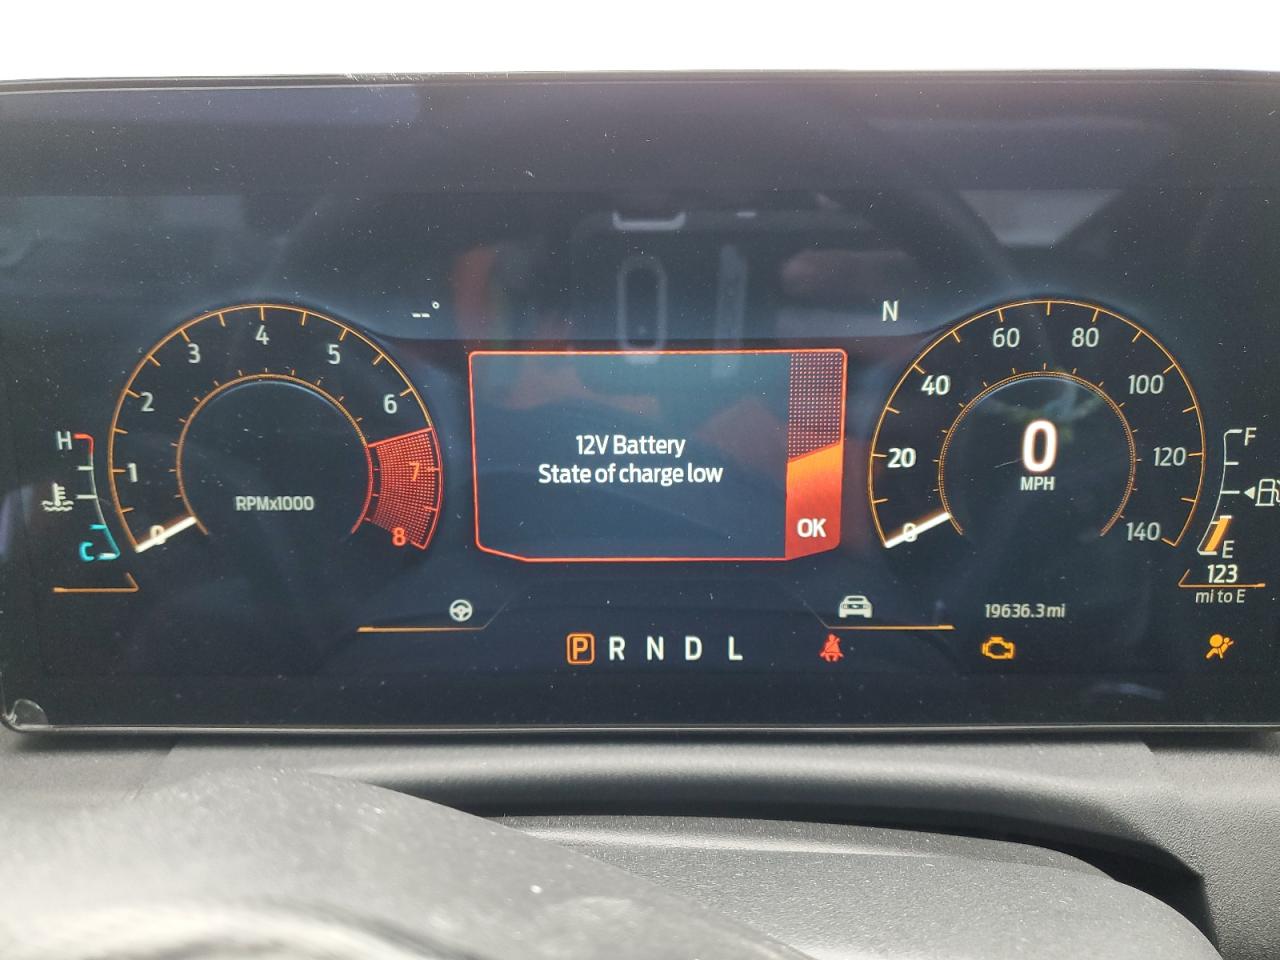 --°
N
0
1
2
3
4
5
6
7
8
RPMx1000
H
C
12V Battery
State of charge low
OK
0
20
40
60
80
100
120
140
0
MPH
F
E
123
mi to E
19636.3 mi
P R N D L